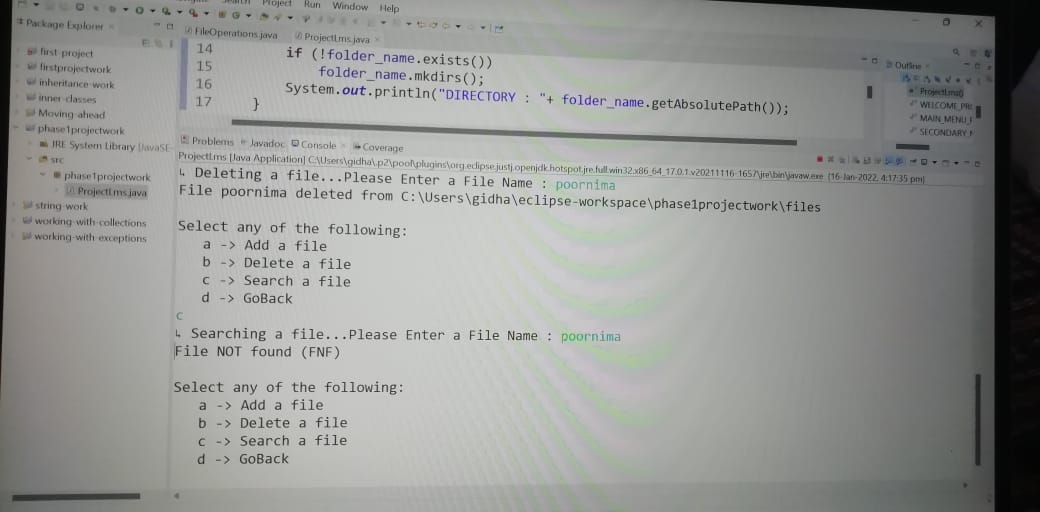 Project Run Window Help
Package Explorer
FileOperations.java ProjectLms.java
first-project
firstprojectwork
inheritance-work
inner-classes
Moving-ahead
phase1projectwork
JRE System Library [JavaSE-
src
phase1projectwork
ProjectLms.java
string-work
working-with-collections
working-with-exceptions
14 if (!folder_name.exists())
15 folder_name.mkdirs();
16 System.out.println("DIRECTORY : "+ folder_name.getAbsolutePath());
17 }
Outline
ProjectLms()
WELCOME_PR
MAIN_MENU_
SECONDARY_
Problems Javadoc Console Coverage
ProjectLms [Java Application] C:\Users\gidha\.p2\pool\plugins\org.eclipse.justj.openjdk.hotspot.jre.full.win32.x86_64_17.0.1.v20211116-1657\jre\bin\javaw.exe (16-Jan-2022, 4:17:35 pm)
↳ Deleting a file...Please Enter a File Name : poornima
File poornima deleted from C:\Users\gidha\eclipse-workspace\phase1projectwork\files
Select any of the following:
a -> Add a file
b -> Delete a file
c -> Search a file
d -> GoBack
c
↳ Searching a file...Please Enter a File Name : poornima
File NOT found (FNF)
Select any of the following:
a -> Add a file
b -> Delete a file
c -> Search a file
d -> GoBack